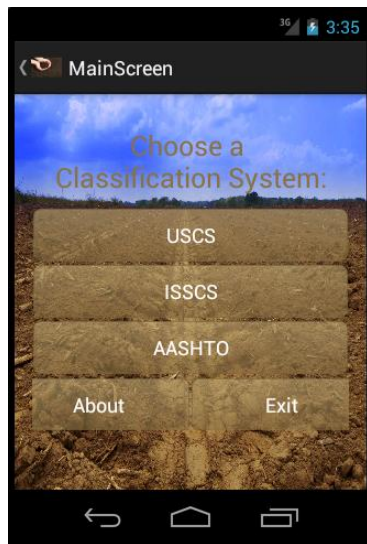 3G 3:35
MainScreen
Choose a
Classification System:
USCS
ISSCS
AASHTO
About Exit